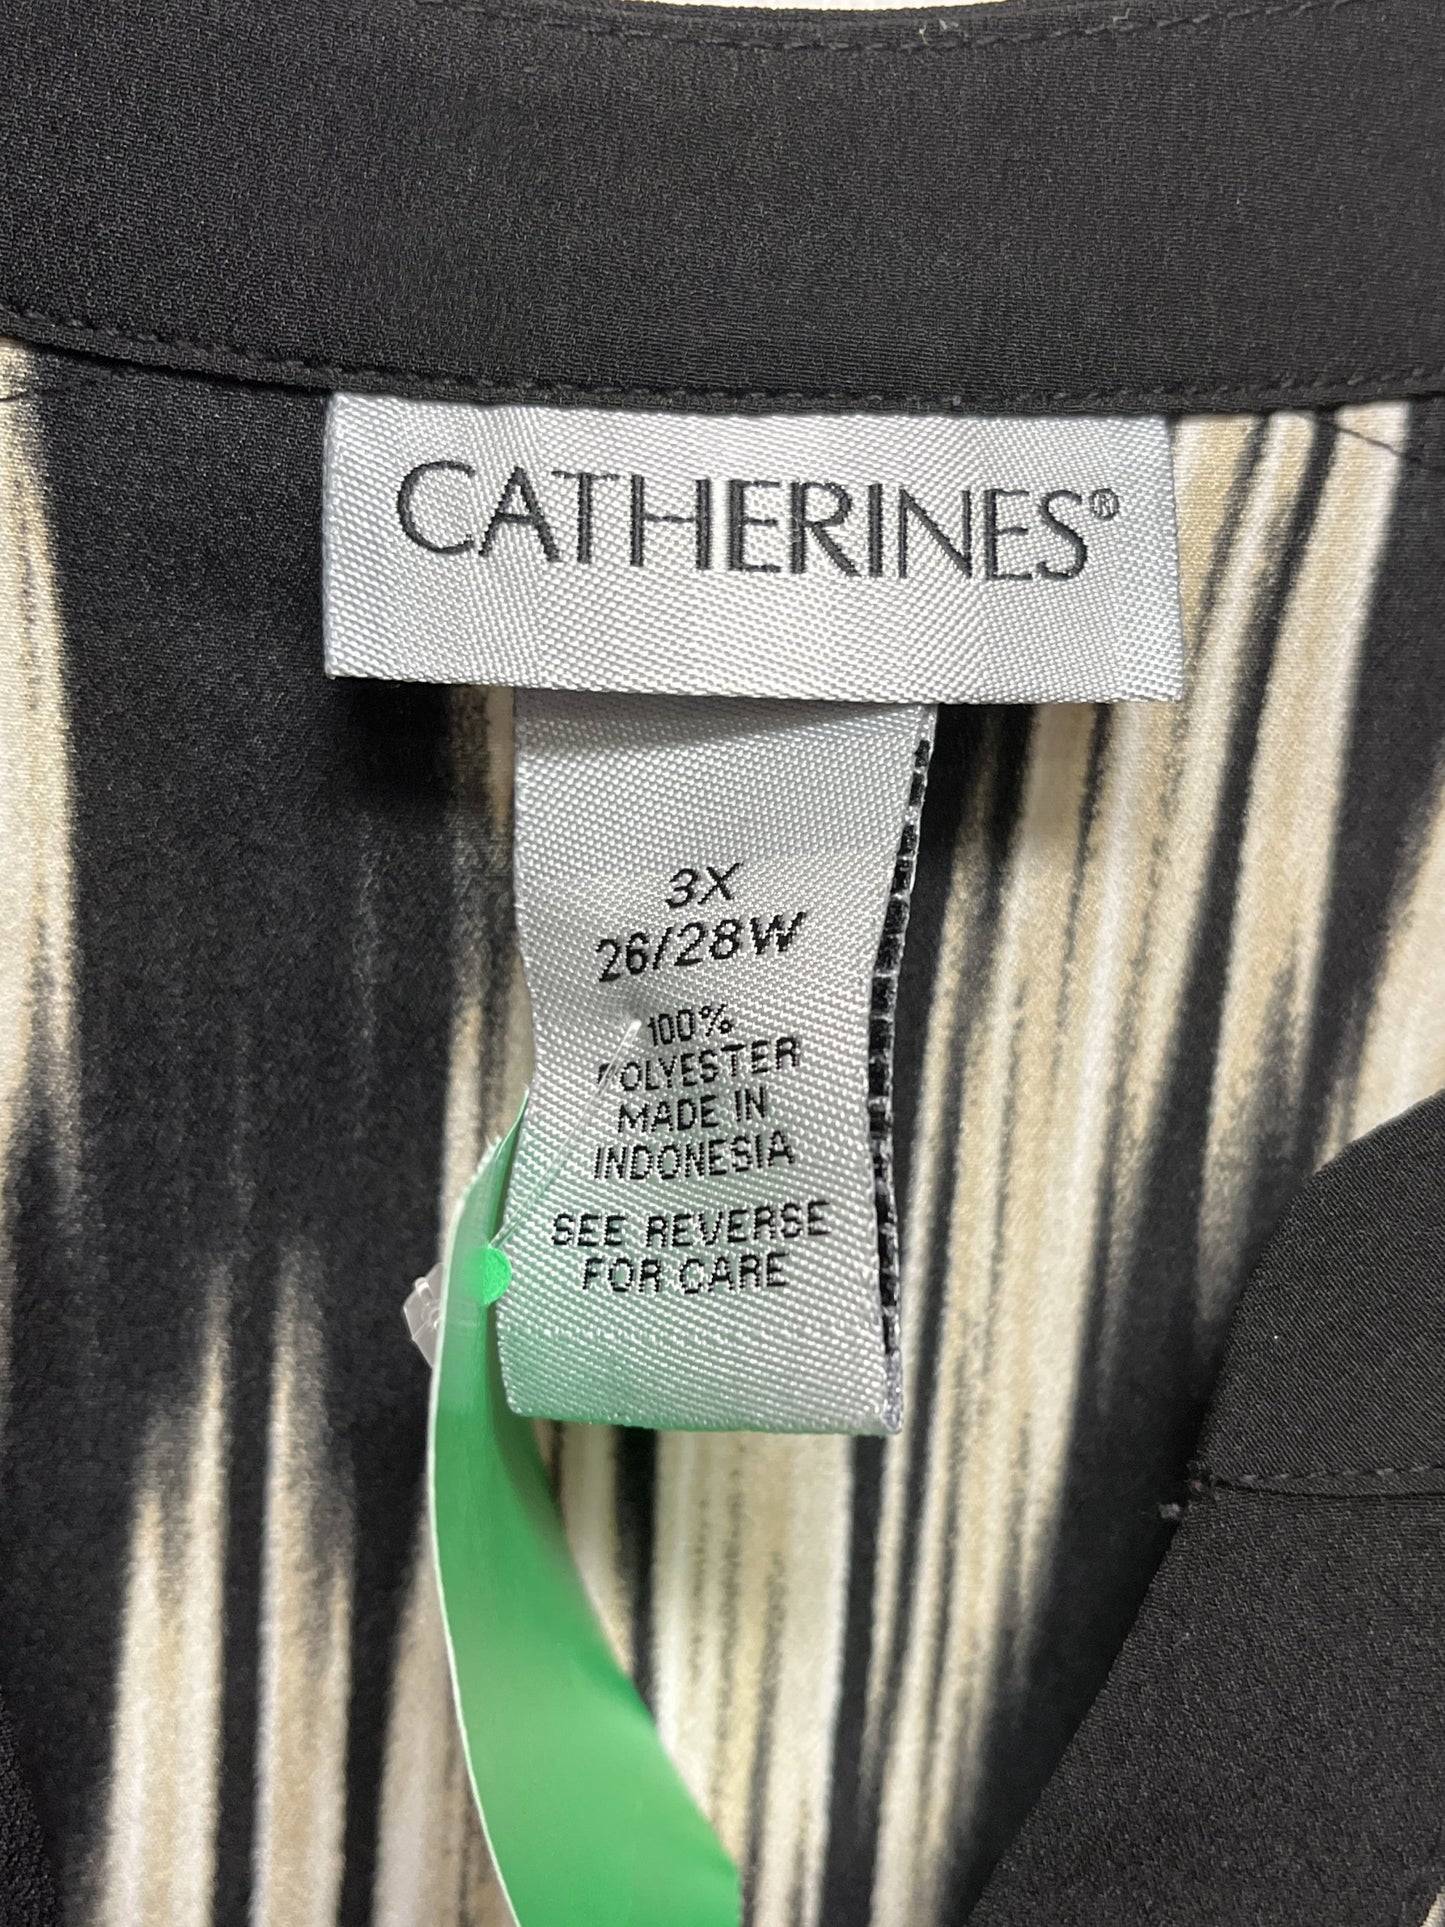 CATHERINES®
3X
26/28W
100%
POLYESTER
MADE IN
INDONESIA
SEE REVERSE
FOR CARE